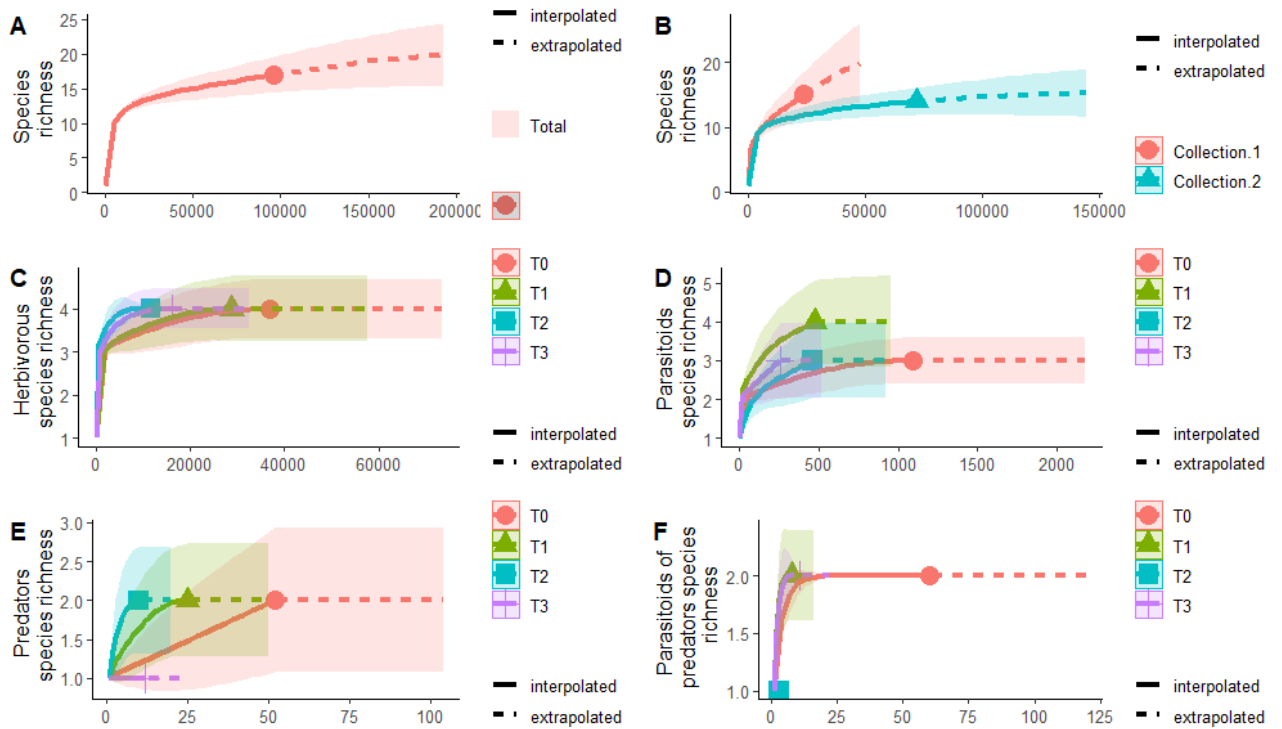 A
Species
richness
25
20
15
10
5
0
0 50000 100000 150000 200000
interpolated
extrapolated
Total
B
Species
richness
20
10
0
0 50000 100000 150000
interpolated
extrapolated
Collection.1
Collection.2
C
Herbivorous
species richness
4
3
2
1
0 20000 40000 60000
T0
T1
T2
T3
interpolated
extrapolated
D
Parasitoids
species richness
5
4
3
2
1
0 500 1000 1500 2000
T0
T1
T2
T3
interpolated
extrapolated
E
Predators
species richness
3.0
2.5
2.0
1.5
1.0
0 25 50 75 100
T0
T1
T2
T3
interpolated
extrapolated
F
Parasitoids of
predators species
richness
2.0
1.5
1.0
0 25 50 75 100 125
T0
T1
T2
T3
interpolated
extrapolated